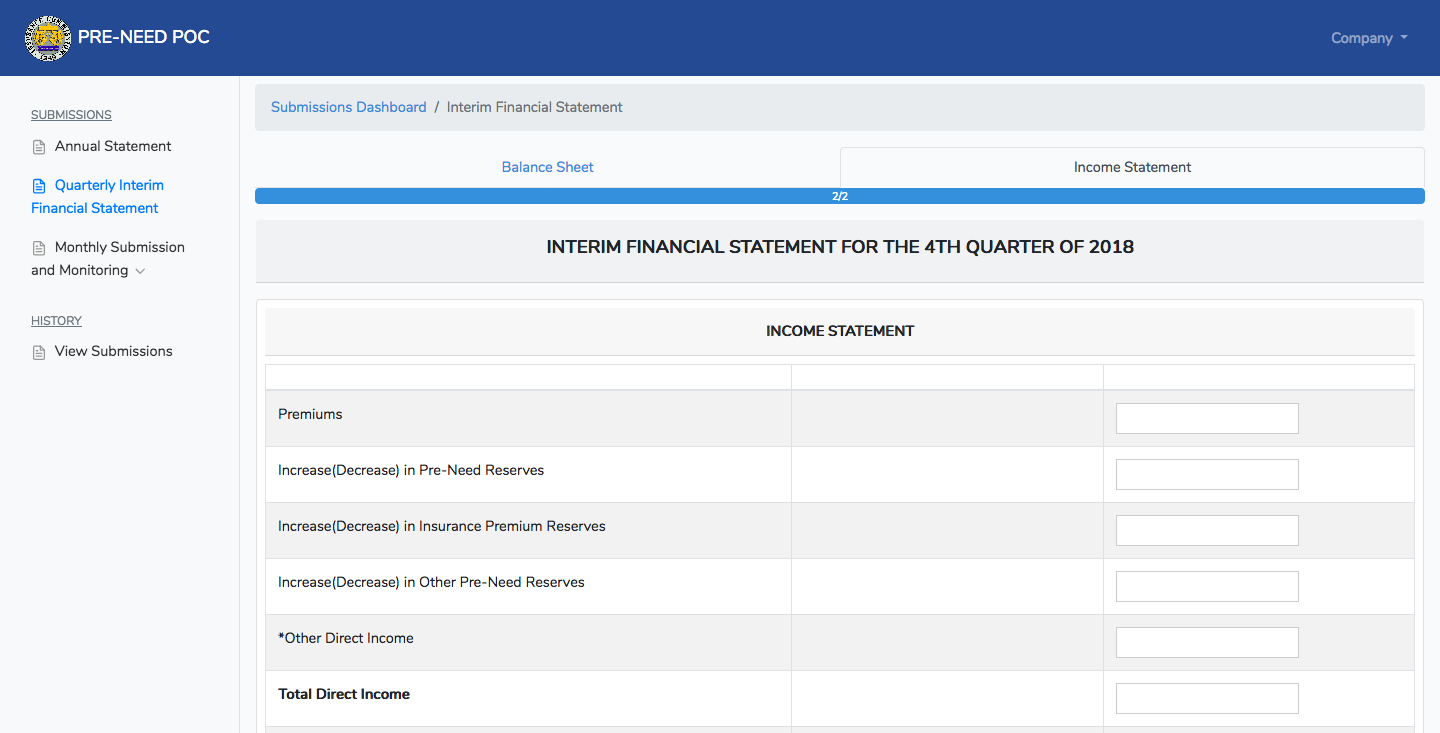 PRE-NEED POC
Company
SUBMISSIONS
Annual Statement
Quarterly Interim
Financial Statement
Monthly Submission
and Monitoring
HISTORY
View Submissions
Submissions Dashboard / Interim Financial Statement
Balance Sheet
Income Statement
2/2
INTERIM FINANCIAL STATEMENT FOR THE 4TH QUARTER OF 2018
INCOME STATEMENT
Premiums
Increase(Decrease) in Pre-Need Reserves
Increase(Decrease) in Insurance Premium Reserves
Increase(Decrease) in Other Pre-Need Reserves
*Other Direct Income
Total Direct Income